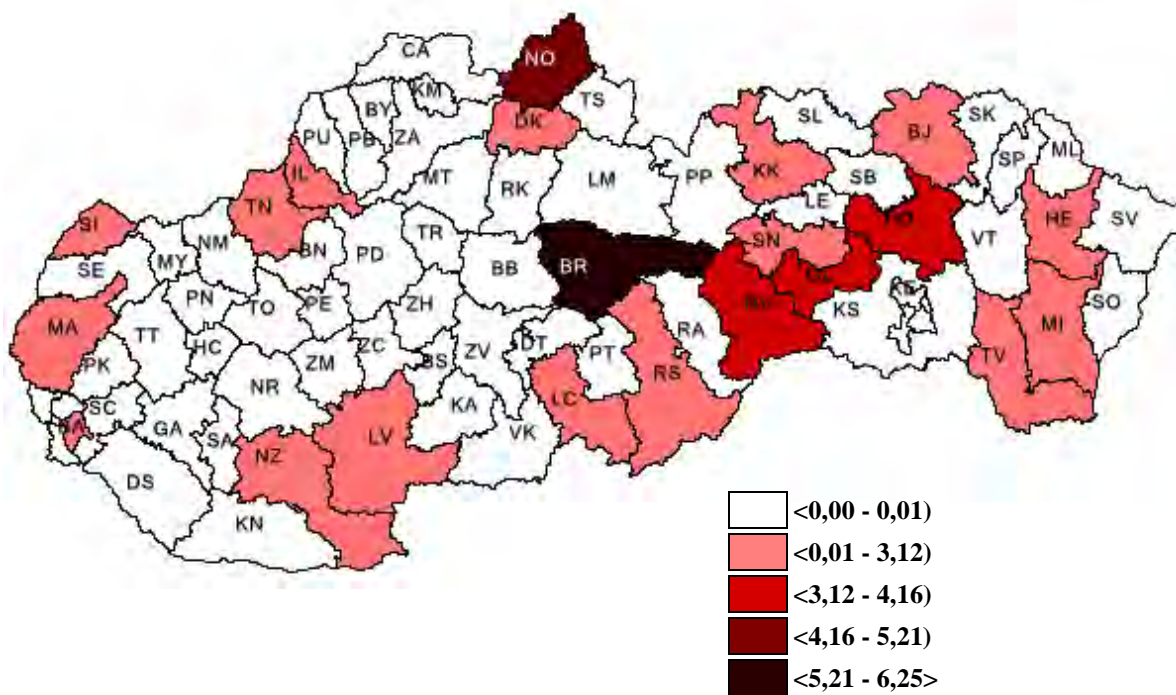 CA
NO
KM
TS
BY
PU
PB
ZA
DK
SL
BJ
SK
SP
ML
IL
MT
RK
LM
PP
KK
SB
LE
TN
SI
NM
BN
PD
TR
BB
BR
SN
VT
HE
SV
SE
MY
PN
TO
PE
ZH
KS
SO
MA
TT
HC
ZM
ZC
BS
ZV
DT
PT
RA
RS
MI
TV
PK
SC
NR
KA
LC
VK
GA
SA
NZ
LV
DS
KN
<0,00 - 0,01)
<0,01 - 3,12)
<3,12 - 4,16)
<4,16 - 5,21)
<5,21 - 6,25>